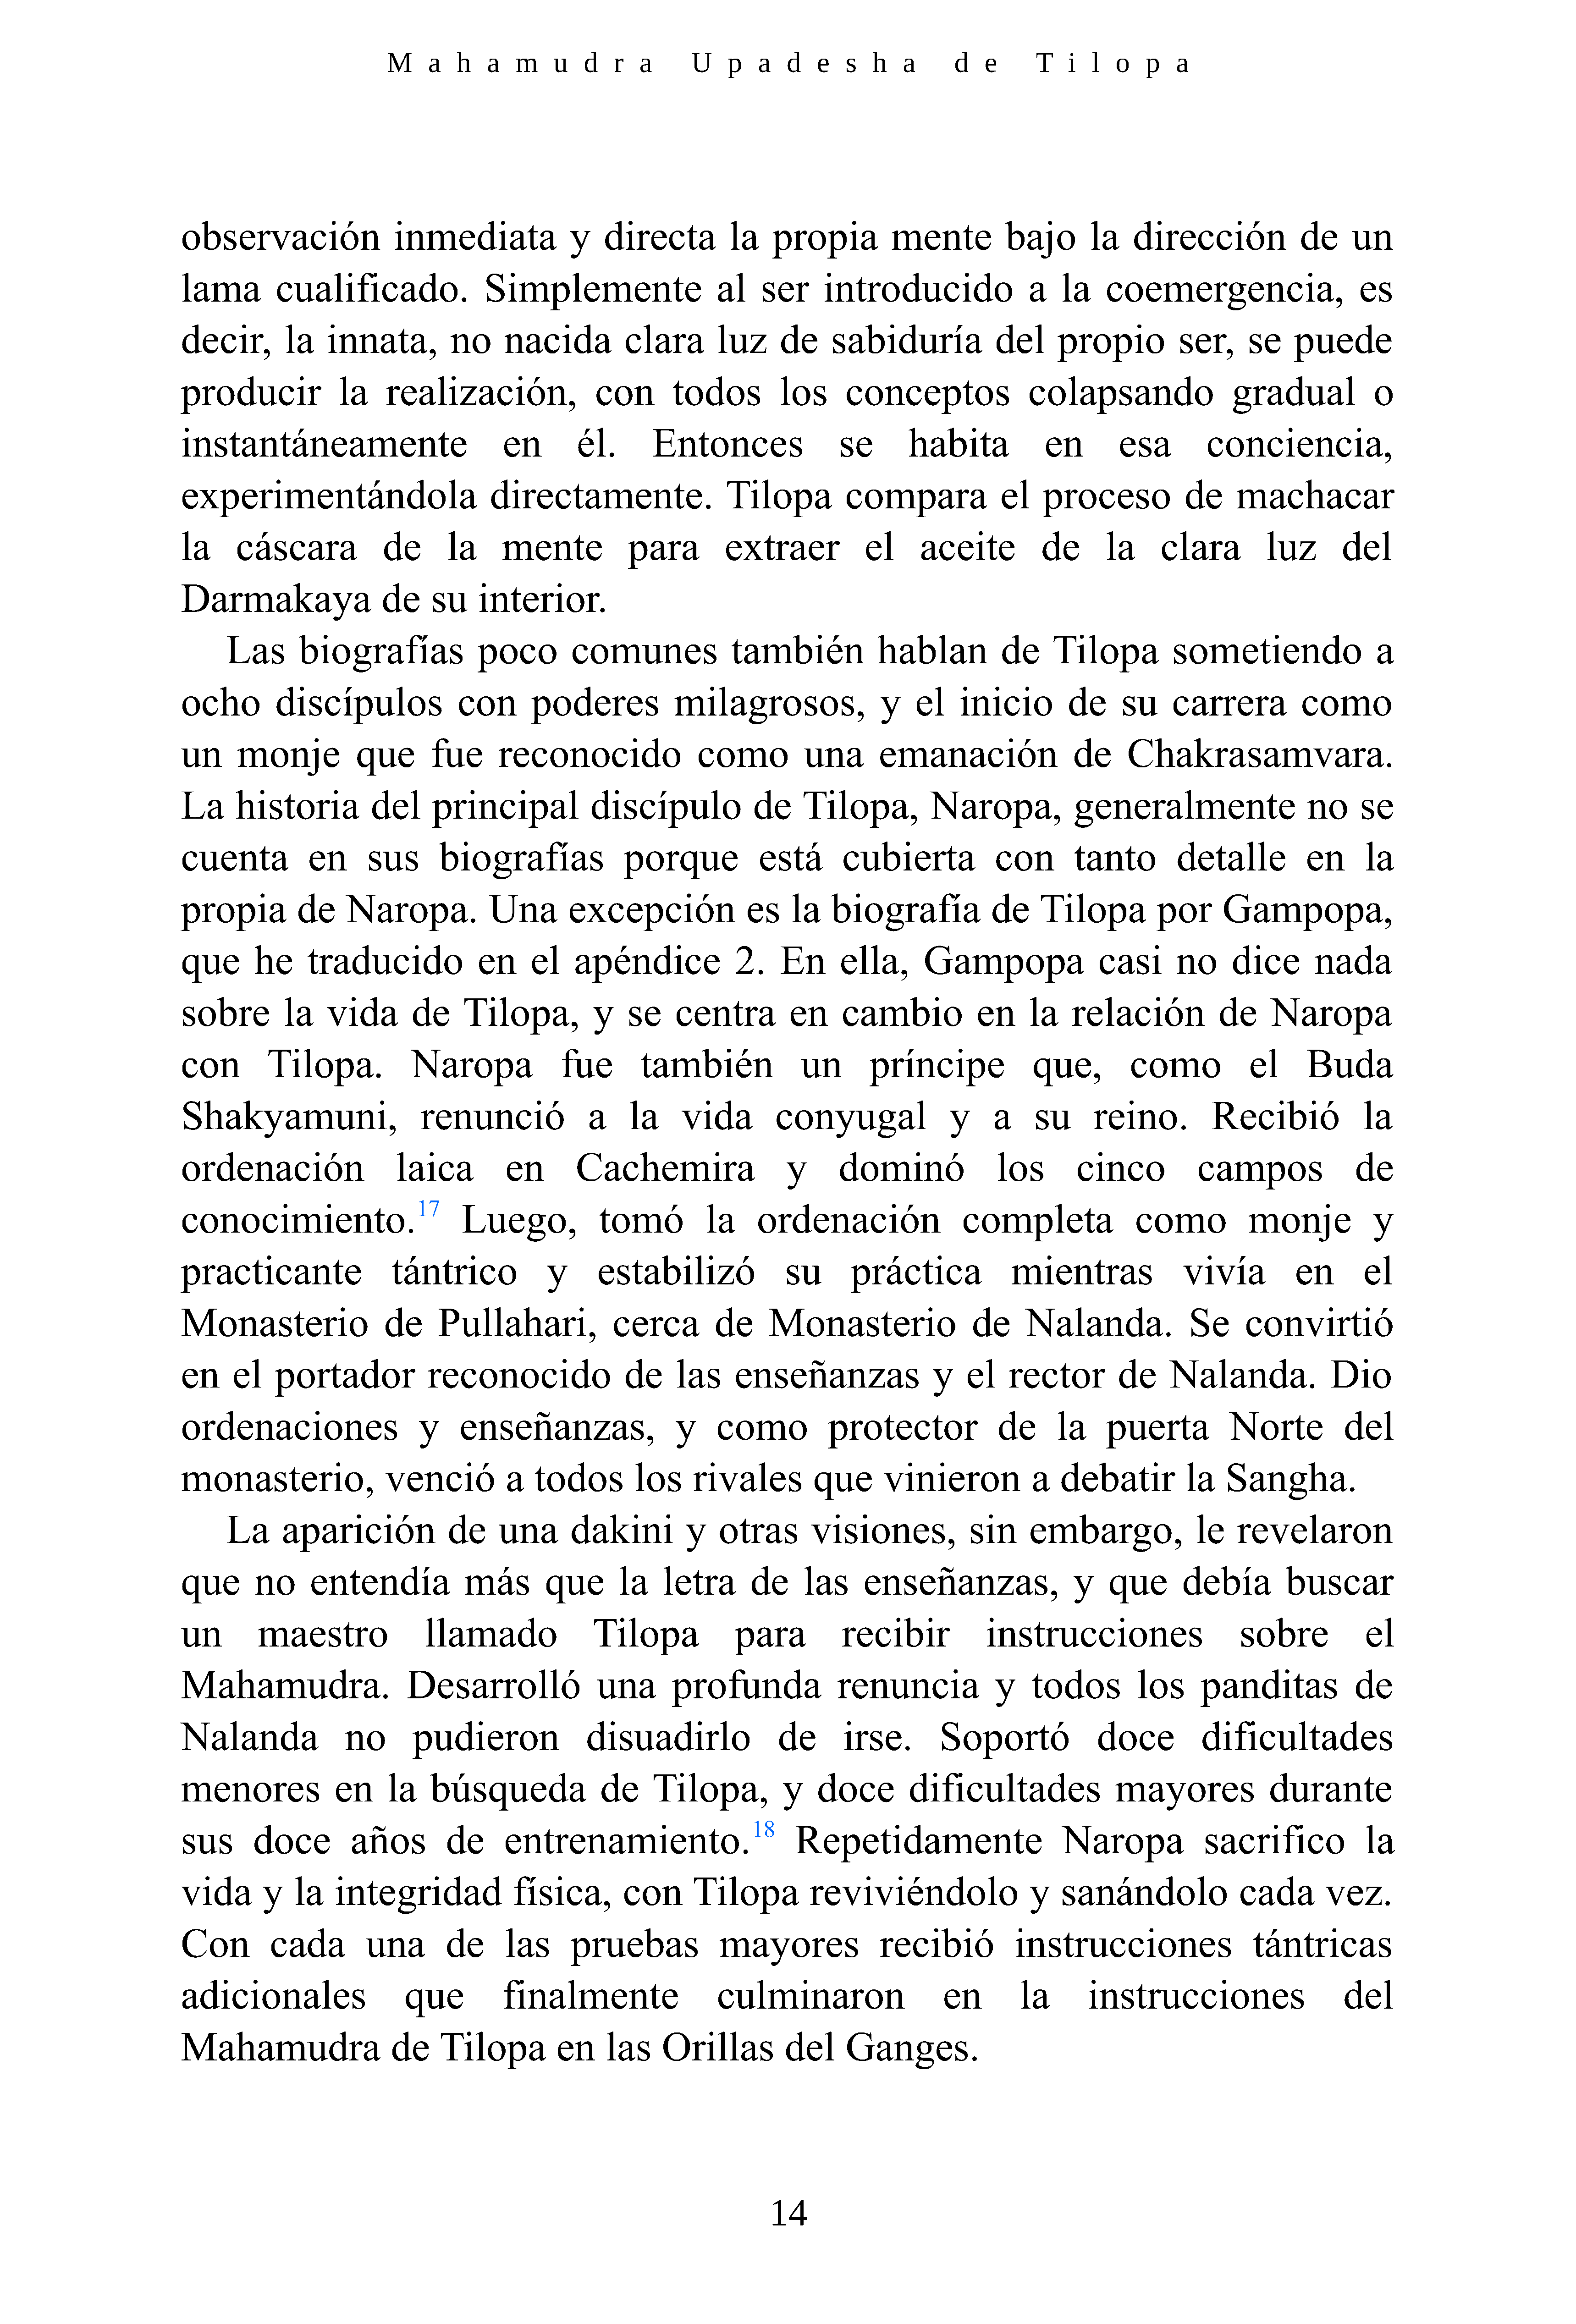 Mahamudra Upadesha de Tilopa
observación inmediata y directa la propia mente bajo la dirección de un
lama cualificado. Simplemente al ser introducido a la coemergencia, es
decir, la innata, no nacida clara luz de sabiduría del propio ser, se puede
producir la realización, con todos los conceptos colapsando gradual o
instantáneamente en él. Entonces se habita en esa conciencia,
experimentándola directamente. Tilopa compara el proceso de machacar
la cáscara de la mente para extraer el aceite de la clara luz del
Darmakaya de su interior.
Las biografías poco comunes también hablan de Tilopa sometiendo a
ocho discípulos con poderes milagrosos, y el inicio de su carrera como
un monje que fue reconocido como una emanación de Chakrasamvara.
La historia del principal discípulo de Tilopa, Naropa, generalmente no se
cuenta en sus biografías porque está cubierta con tanto detalle en la
propia de Naropa. Una excepción es la biografía de Tilopa por Gampopa,
que he traducido en el apéndice 2. En ella, Gampopa casi no dice nada
sobre la vida de Tilopa, y se centra en cambio en la relación de Naropa
con Tilopa. Naropa fue también un príncipe que, como el Buda
Shakyamuni, renunció a la vida conyugal y a su reino. Recibió la
ordenación laica en Cachemira y dominó los cinco campos de
conocimiento.17 Luego, tomó la ordenación completa como monje y
practicante tántrico y estabilizó su práctica mientras vivía en el
Monasterio de Pullahari, cerca de Monasterio de Nalanda. Se convirtió
en el portador reconocido de las enseñanzas y el rector de Nalanda. Dio
ordenaciones y enseñanzas, y como protector de la puerta Norte del
monasterio, venció a todos los rivales que vinieron a debatir la Sangha.
La aparición de una dakini y otras visiones, sin embargo, le revelaron
que no entendía más que la letra de las enseñanzas, y que debía buscar
un maestro llamado Tilopa para recibir instrucciones sobre el
Mahamudra. Desarrolló una profunda renuncia y todos los panditas de
Nalanda no pudieron disuadirlo de irse. Soportó doce dificultades
menores en la búsqueda de Tilopa, y doce dificultades mayores durante
sus doce años de entrenamiento.18 Repetidamente Naropa sacrifico la
vida y la integridad física, con Tilopa reviviéndolo y sanándolo cada vez.
Con cada una de las pruebas mayores recibió instrucciones tántricas
adicionales que finalmente culminaron en la instrucciones del
Mahamudra de Tilopa en las Orillas del Ganges.
14